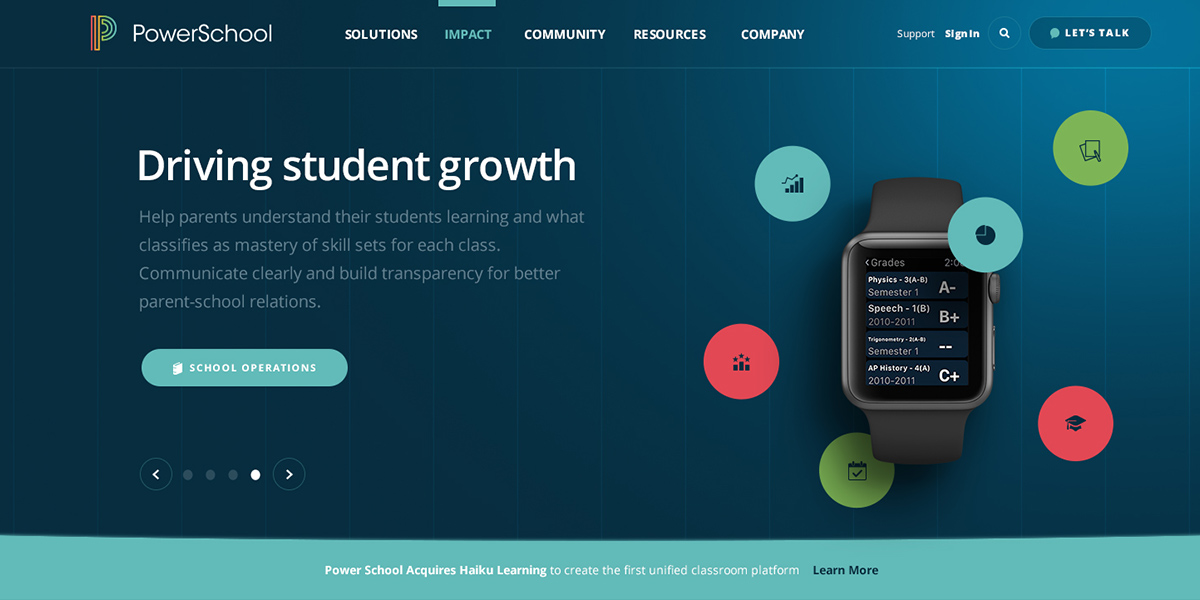 PowerSchool
SOLUTIONS
IMPACT
COMMUNITY
RESOURCES
COMPANY
Support
Sign In
LET'S TALK
Driving student growth
Help parents understand their students learning and what
classifies as mastery of skill sets for each class.
Communicate clearly and build transparency for better
parent-school relations.
SCHOOL OPERATIONS
Grades
Physics - 3(A-B)
Semester 1
A-
Speech - 1(B)
2010-2011
B+
Trigonometry - 2(A-B)
Semester 1
--
AP History - 4(A)
2010-2011
C+
Power School Acquires Haiku Learning to create the first unified classroom platform Learn More